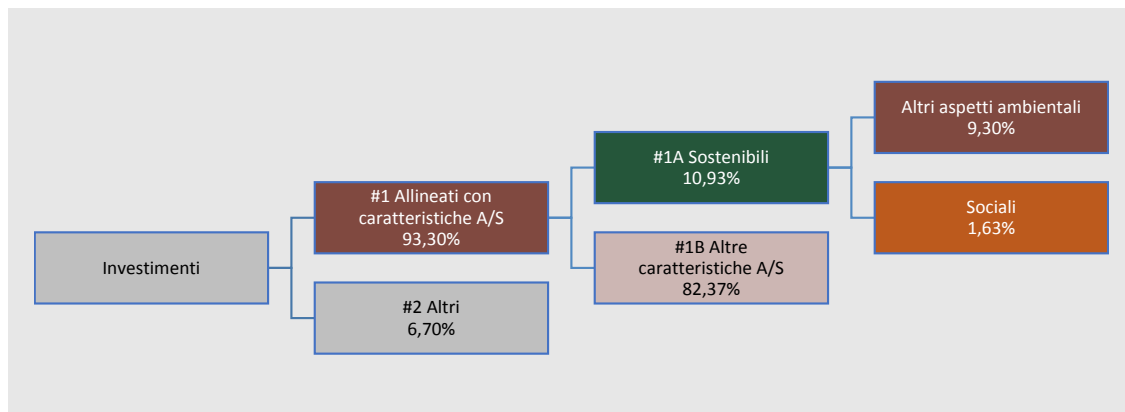 Investimenti
#1 Allineati con
caratteristiche A/S
93,30%
#2 Altri
6,70%
#1A Sostenibili
10,93%
#1B Altre
caratteristiche A/S
82,37%
Altri aspetti ambientali
9,30%
Sociali
1,63%